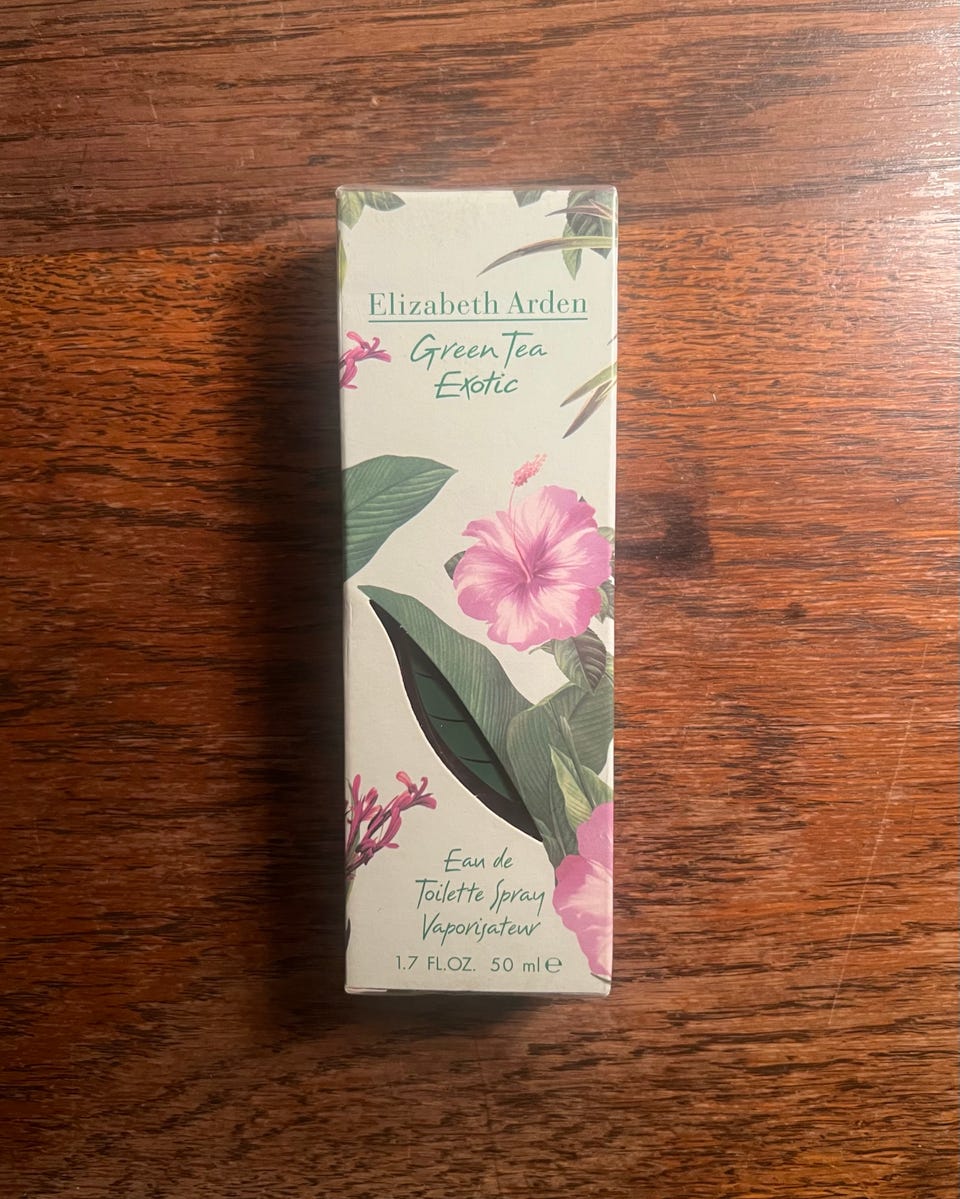 Elizabeth Arden
Green Tea
Exotic
Eau de
Toilette Spray
Vaporisateur
1.7 FL.OZ. 50 ml ℮